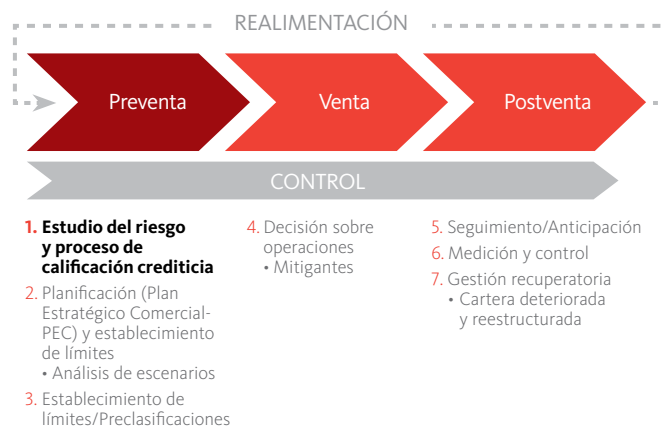 REALIMENTACIÓN
Preventa
Venta
Postventa
CONTROL
1. Estudio del riesgo
y proceso de
calificación crediticia
2. Planificación (Plan
Estratégico Comercial-
PEC) y establecimiento
de límites
• Análisis de escenarios
3. Establecimiento de
límites/Preclasificaciones
4. Decisión sobre
operaciones
• Mitigantes
5. Seguimiento/Anticipación
6. Medición y control
7. Gestión recuperatoria
• Cartera deteriorada
y reestructurada